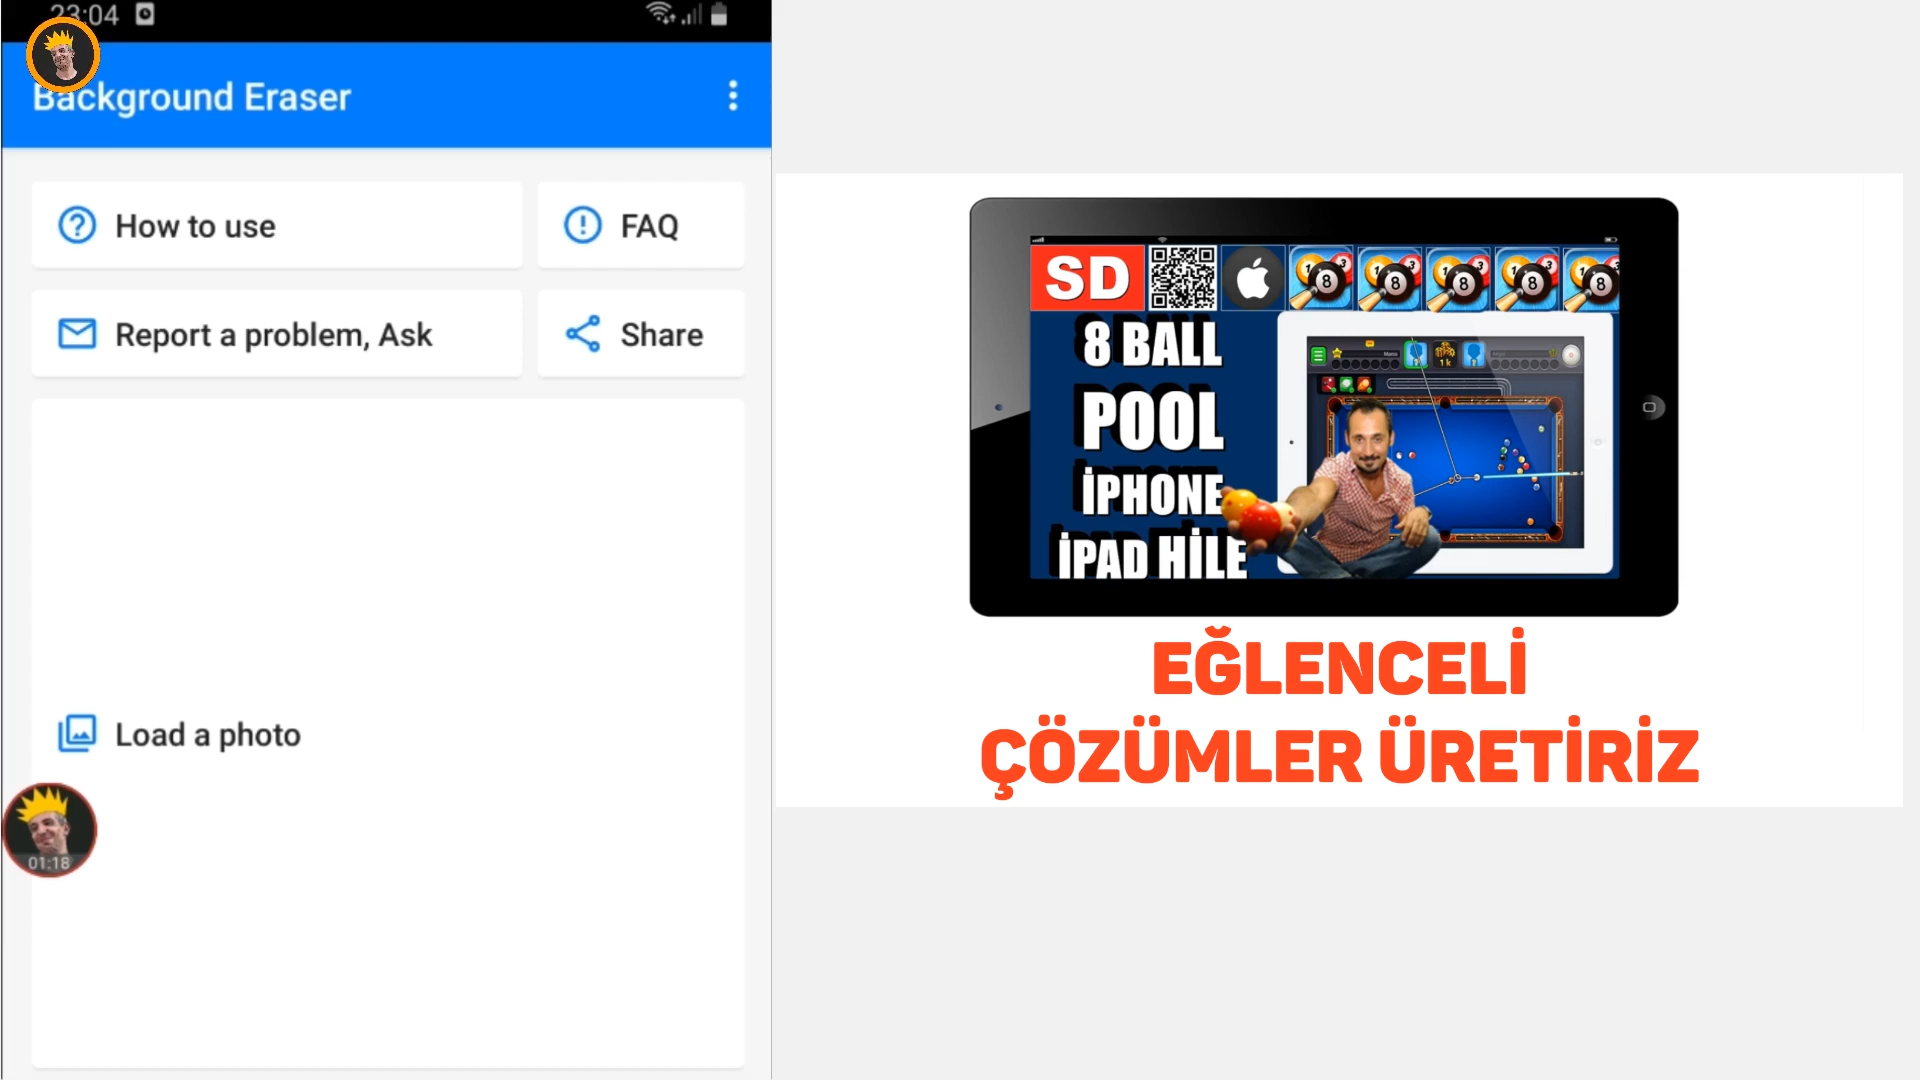 23:04
Background Eraser
How to use
FAQ
Report a problem, Ask
Share
Load a photo
01:18
SD
8 BALL
POOL
İPHONE
İPAD HİLE
1 k
EĞLENCELİ
ÇÖZÜMLER ÜRETİRİZ